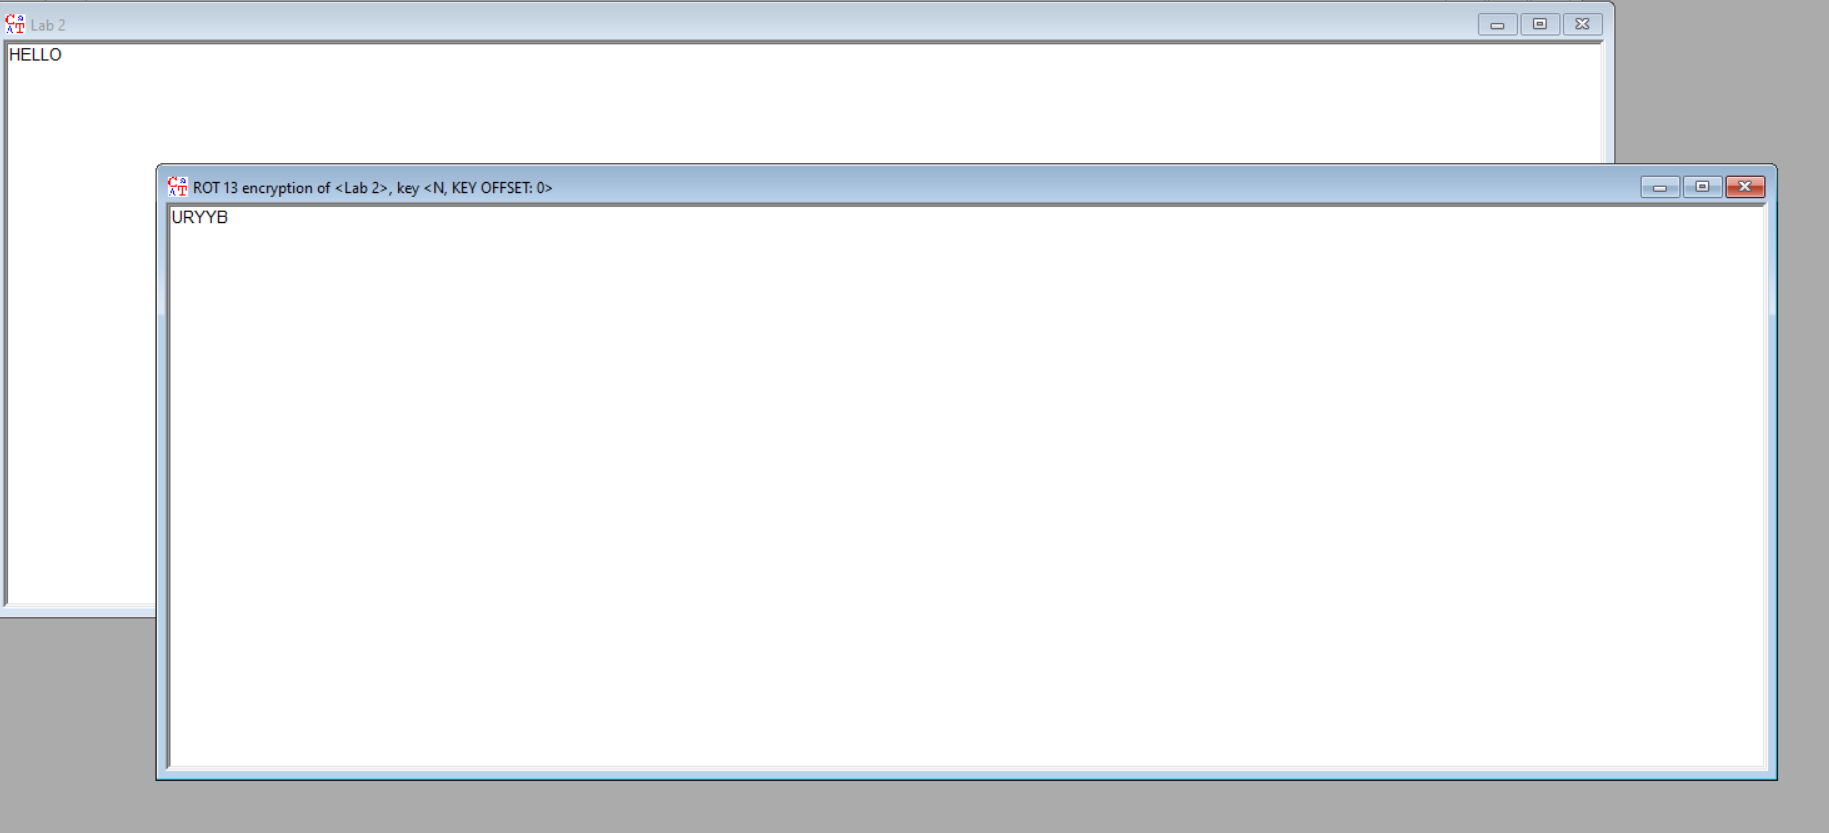 Lab 2
HELLO
ROT 13 encryption of <Lab 2>, key <N, KEY OFFSET: 0>
URYYB